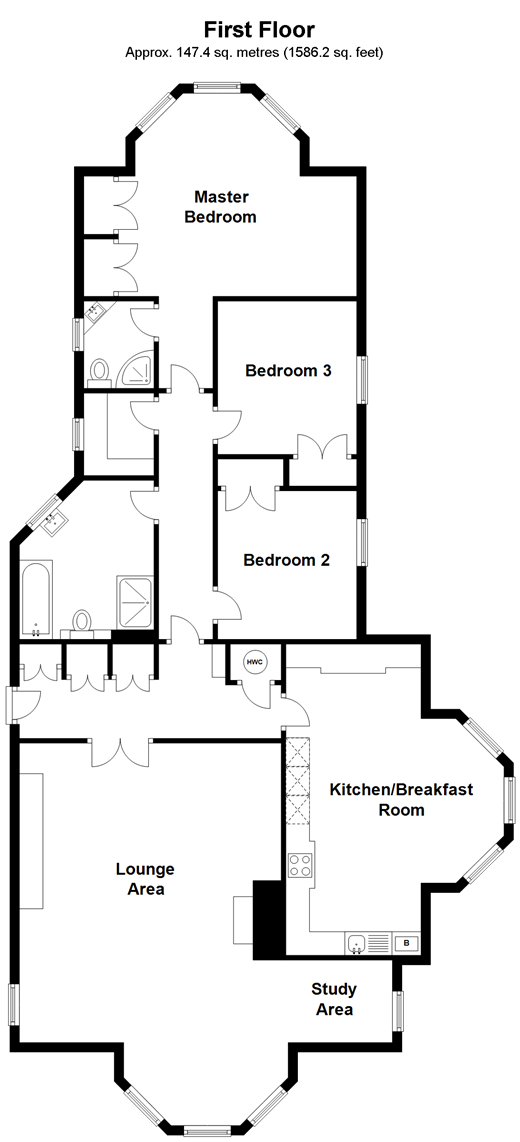 First Floor
Approx. 147.4 sq. metres (1586.2 sq. feet)
Master
Bedroom
Bedroom 3
Bedroom 2
HWC
Kitchen/Breakfast
Room
Lounge
Area
B
Study
Area